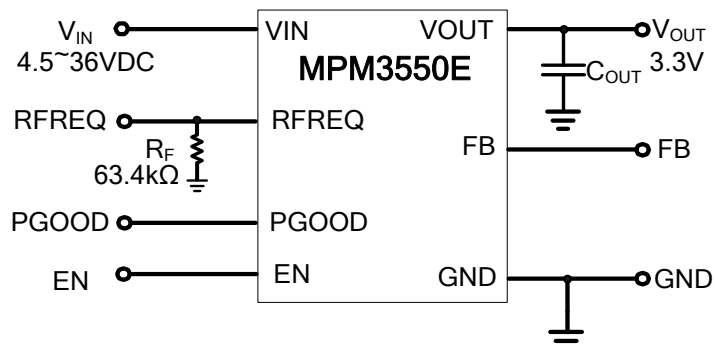 VIN
4.5~36VDC
VIN
VOUT
VOUT
3.3V
MPM3550E
COUT
RFREQ
RFREQ
RF
63.4kΩ
FB
FB
PGOOD
PGOOD
EN
EN
GND
GND